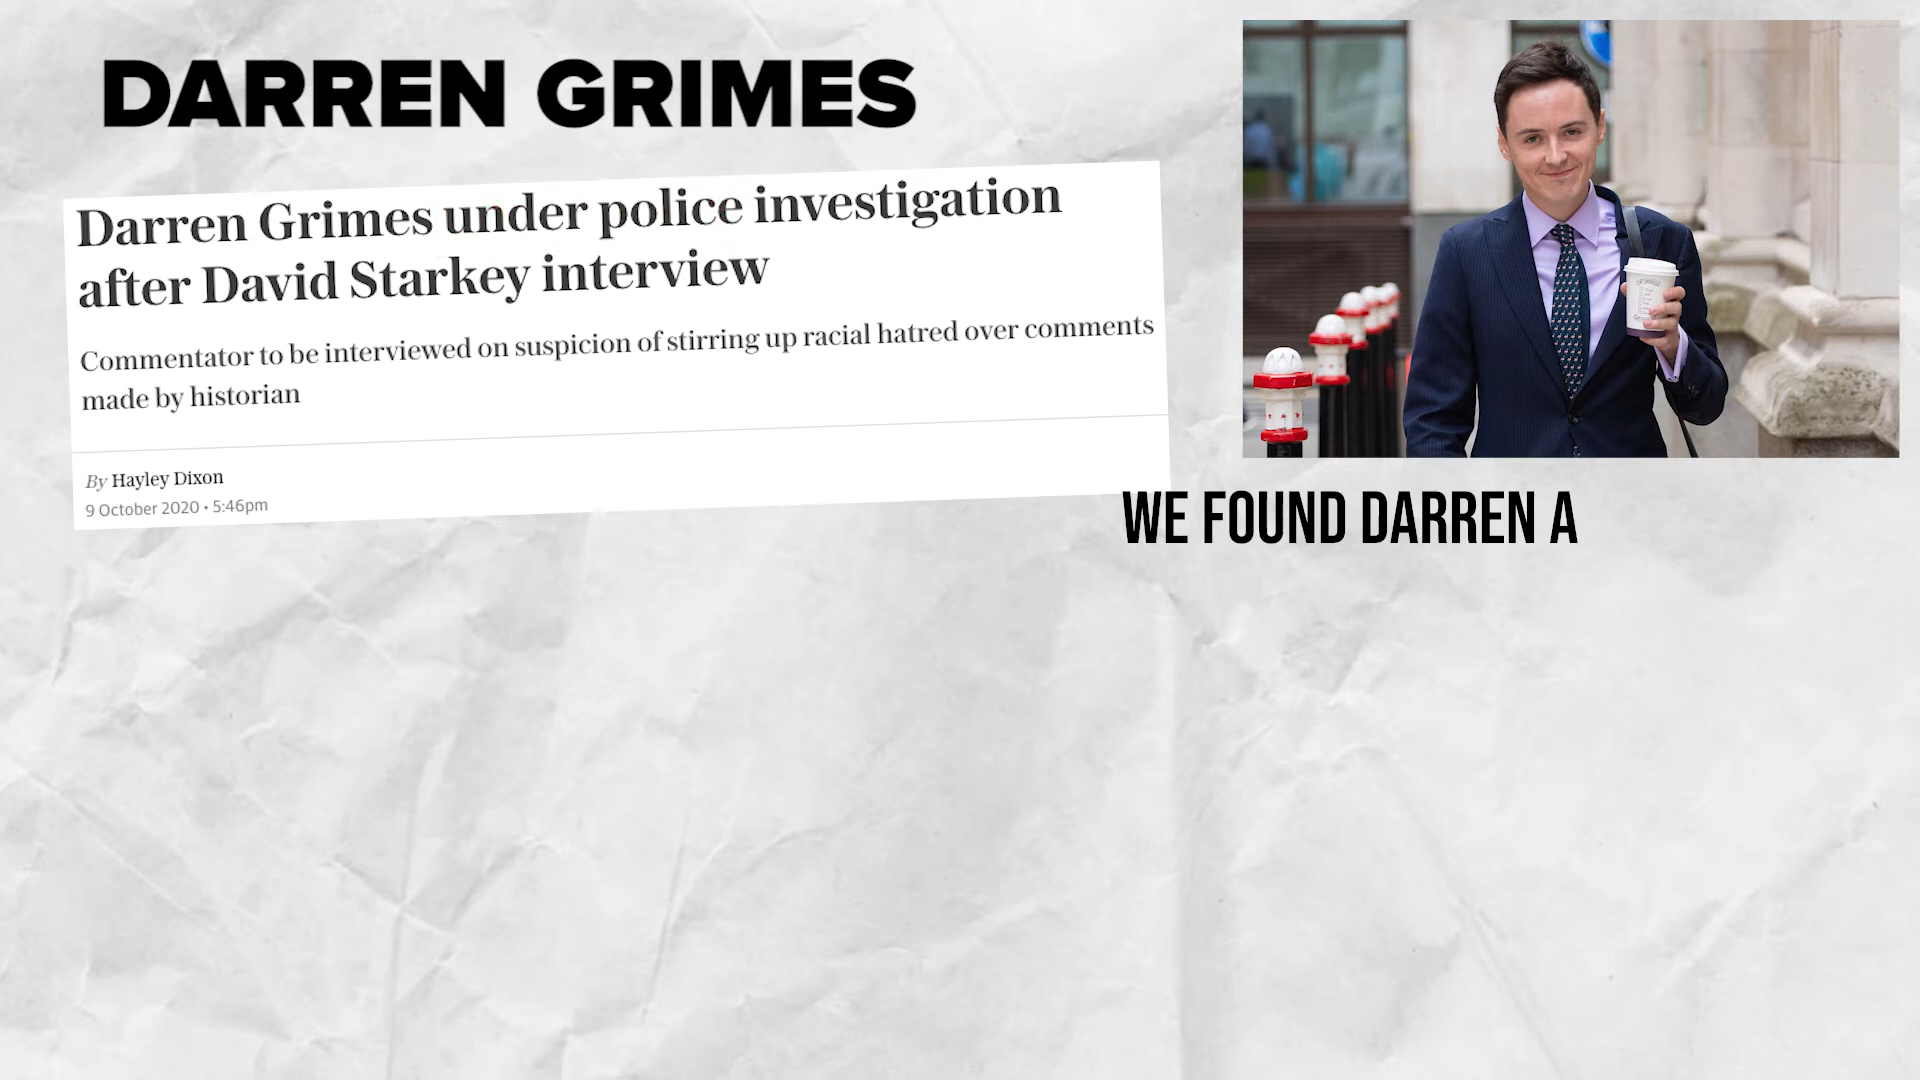 DARREN GRIMES
Darren Grimes under police investigation
after David Starkey interview
Commentator to be interviewed on suspicion of stirring up racial hatred over comments
made by historian
By Hayley Dixon
9 October 2020 • 5:46pm
WE FOUND DARREN A